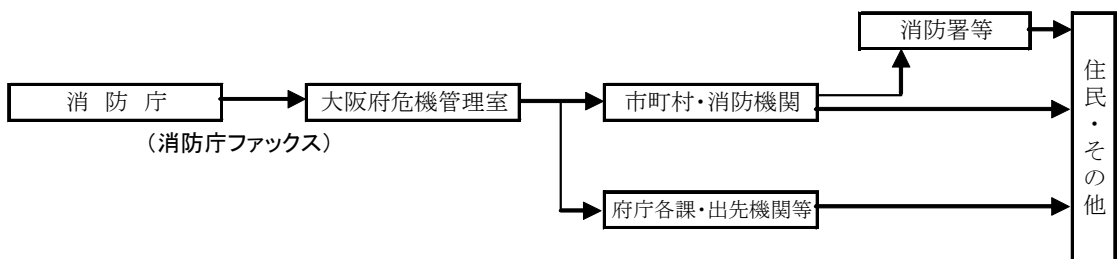 消防署等
消 防 庁
大阪府危機管理室
市町村・消防機関
(消防庁ファックス)
府庁各課・出先機関等
住民・その他